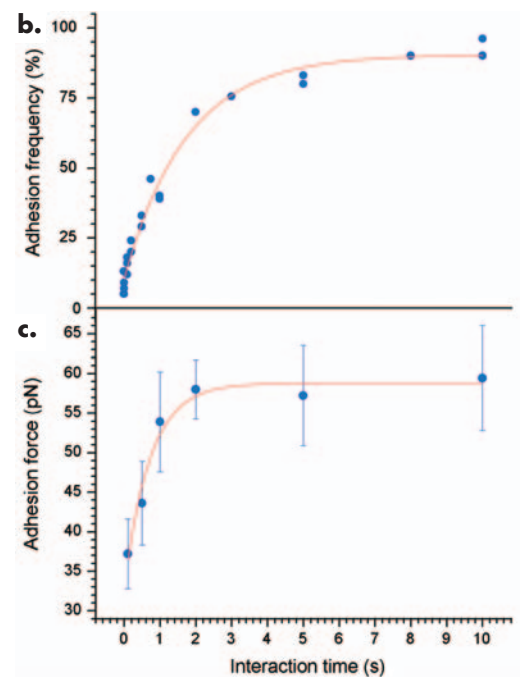 b.
Adhesion frequency (%)
100
75
50
25
0
c.
Adhesion force (pN)
65
60
55
50
45
40
35
30
0 1 2 3 4 5 6 7 8 9 10
Interaction time (s)